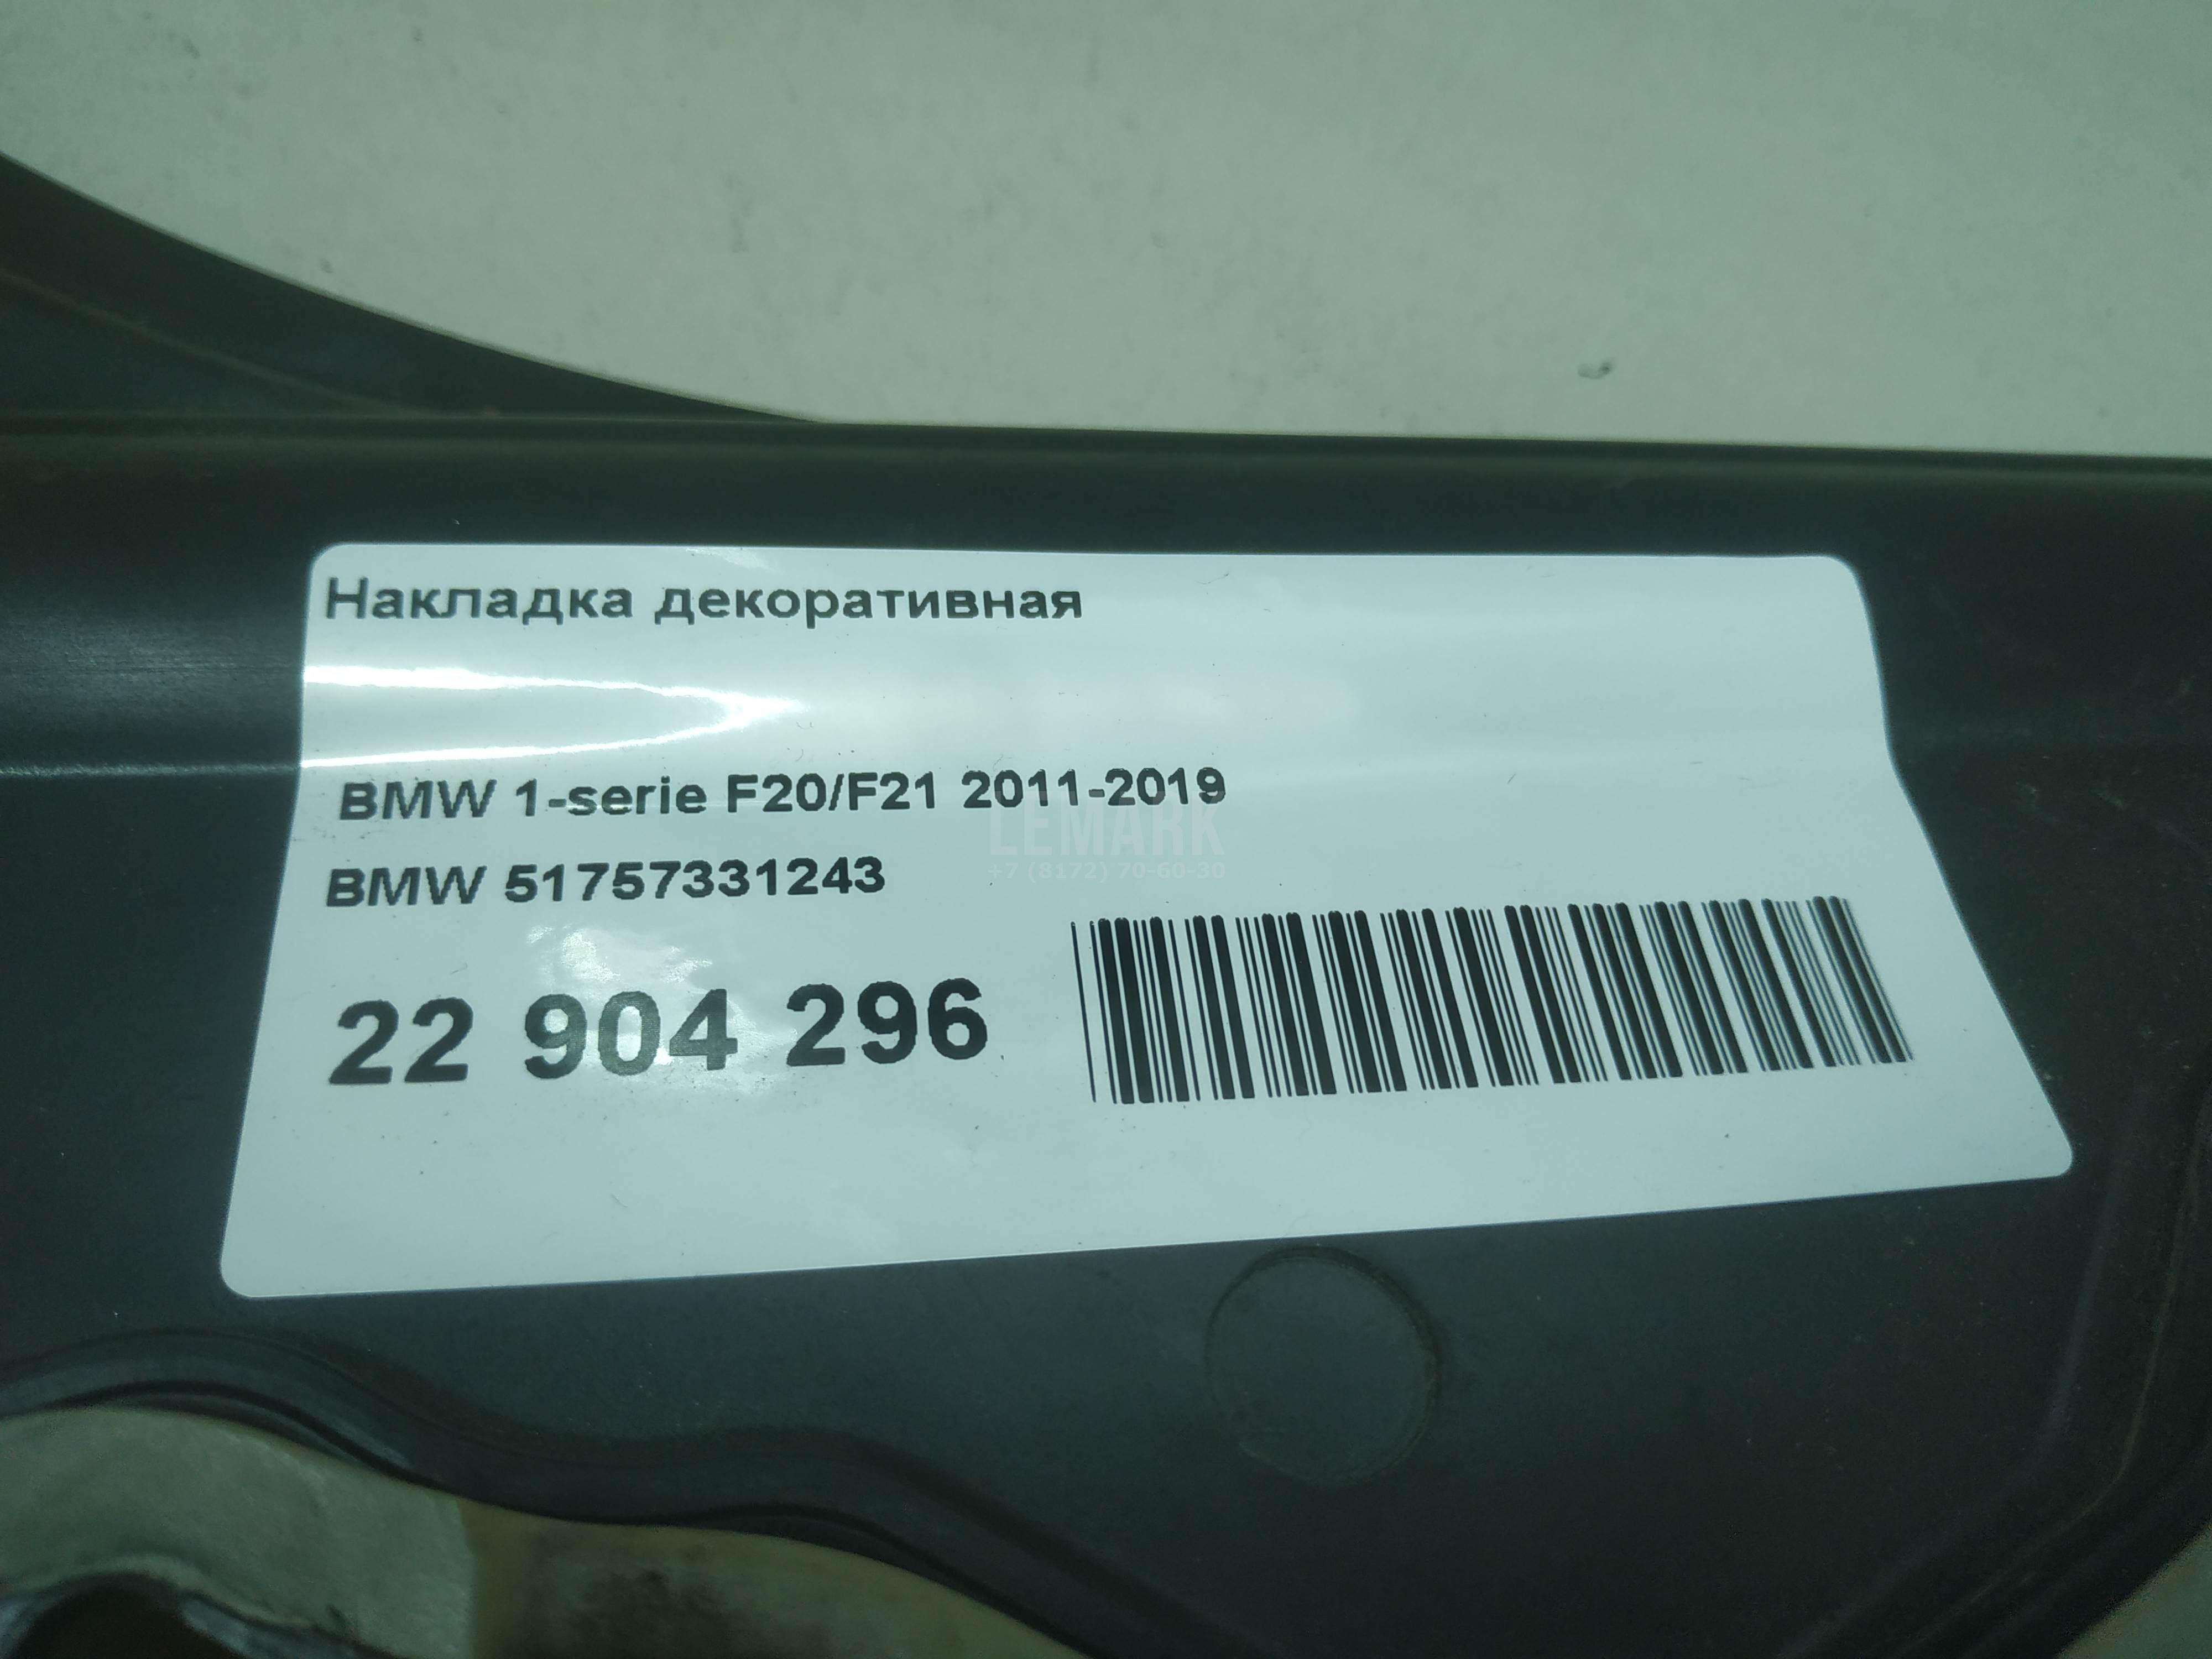 Накладка декоративная
BMW 1-serie F20/F21 2011-2019
LEMARK
+7 (8172) 70-60-30
BMW 51757331243
22 904 296